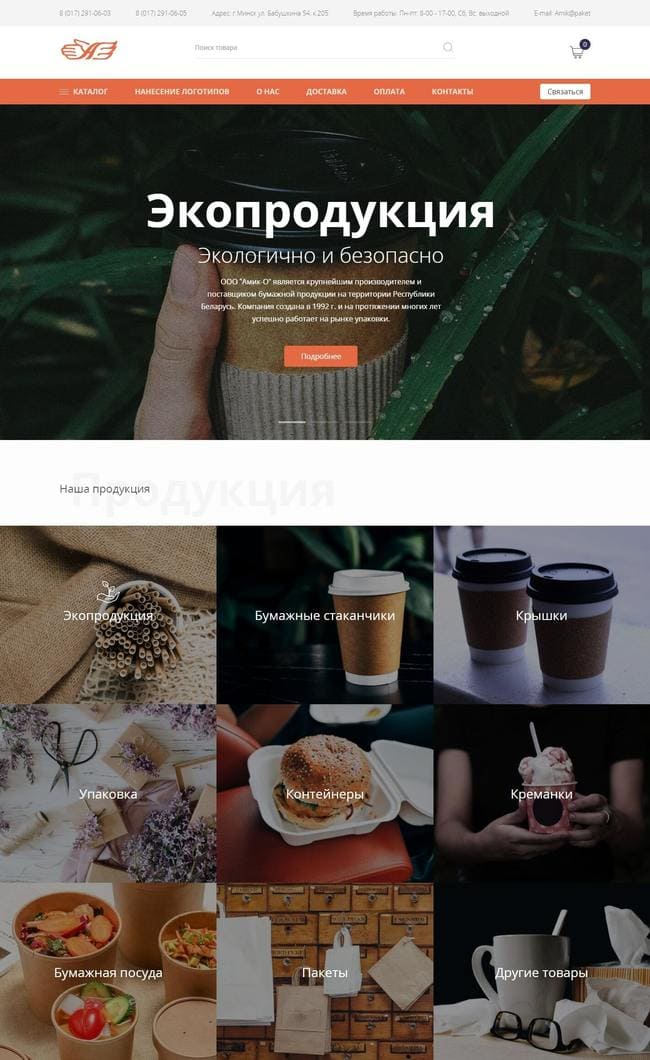 8 (017) 291-06-03
8 (017) 291-06-05
Адрес: г.Минск ул. Бабушкина 54, к.205
Время работы: Пн-пт: 8-00 - 17-00, Сб, Вс: выходной
E-mail: Amik@paket
Поиск товара
0
КАТАЛОГ
НАНЕСЕНИЕ ЛОГОТИПОВ
О НАС
ДОСТАВКА
ОПЛАТА
КОНТАКТЫ
Связаться
Экопродукция
Экологично и безопасно
ООО "Амик-О" является крупнейшим производителем и
поставщиком бумажной продукции на территории Республики
Беларусь. Компания создана в 1992 г. и на протяжении многих лет
успешно работает на рынке упаковки.
Подробнее
Продукция
Наша продукция
Экопродукция
Бумажные стаканчики
Крышки
Упаковка
Контейнеры
Креманки
Бумажная посуда
Пакеты
Другие товары